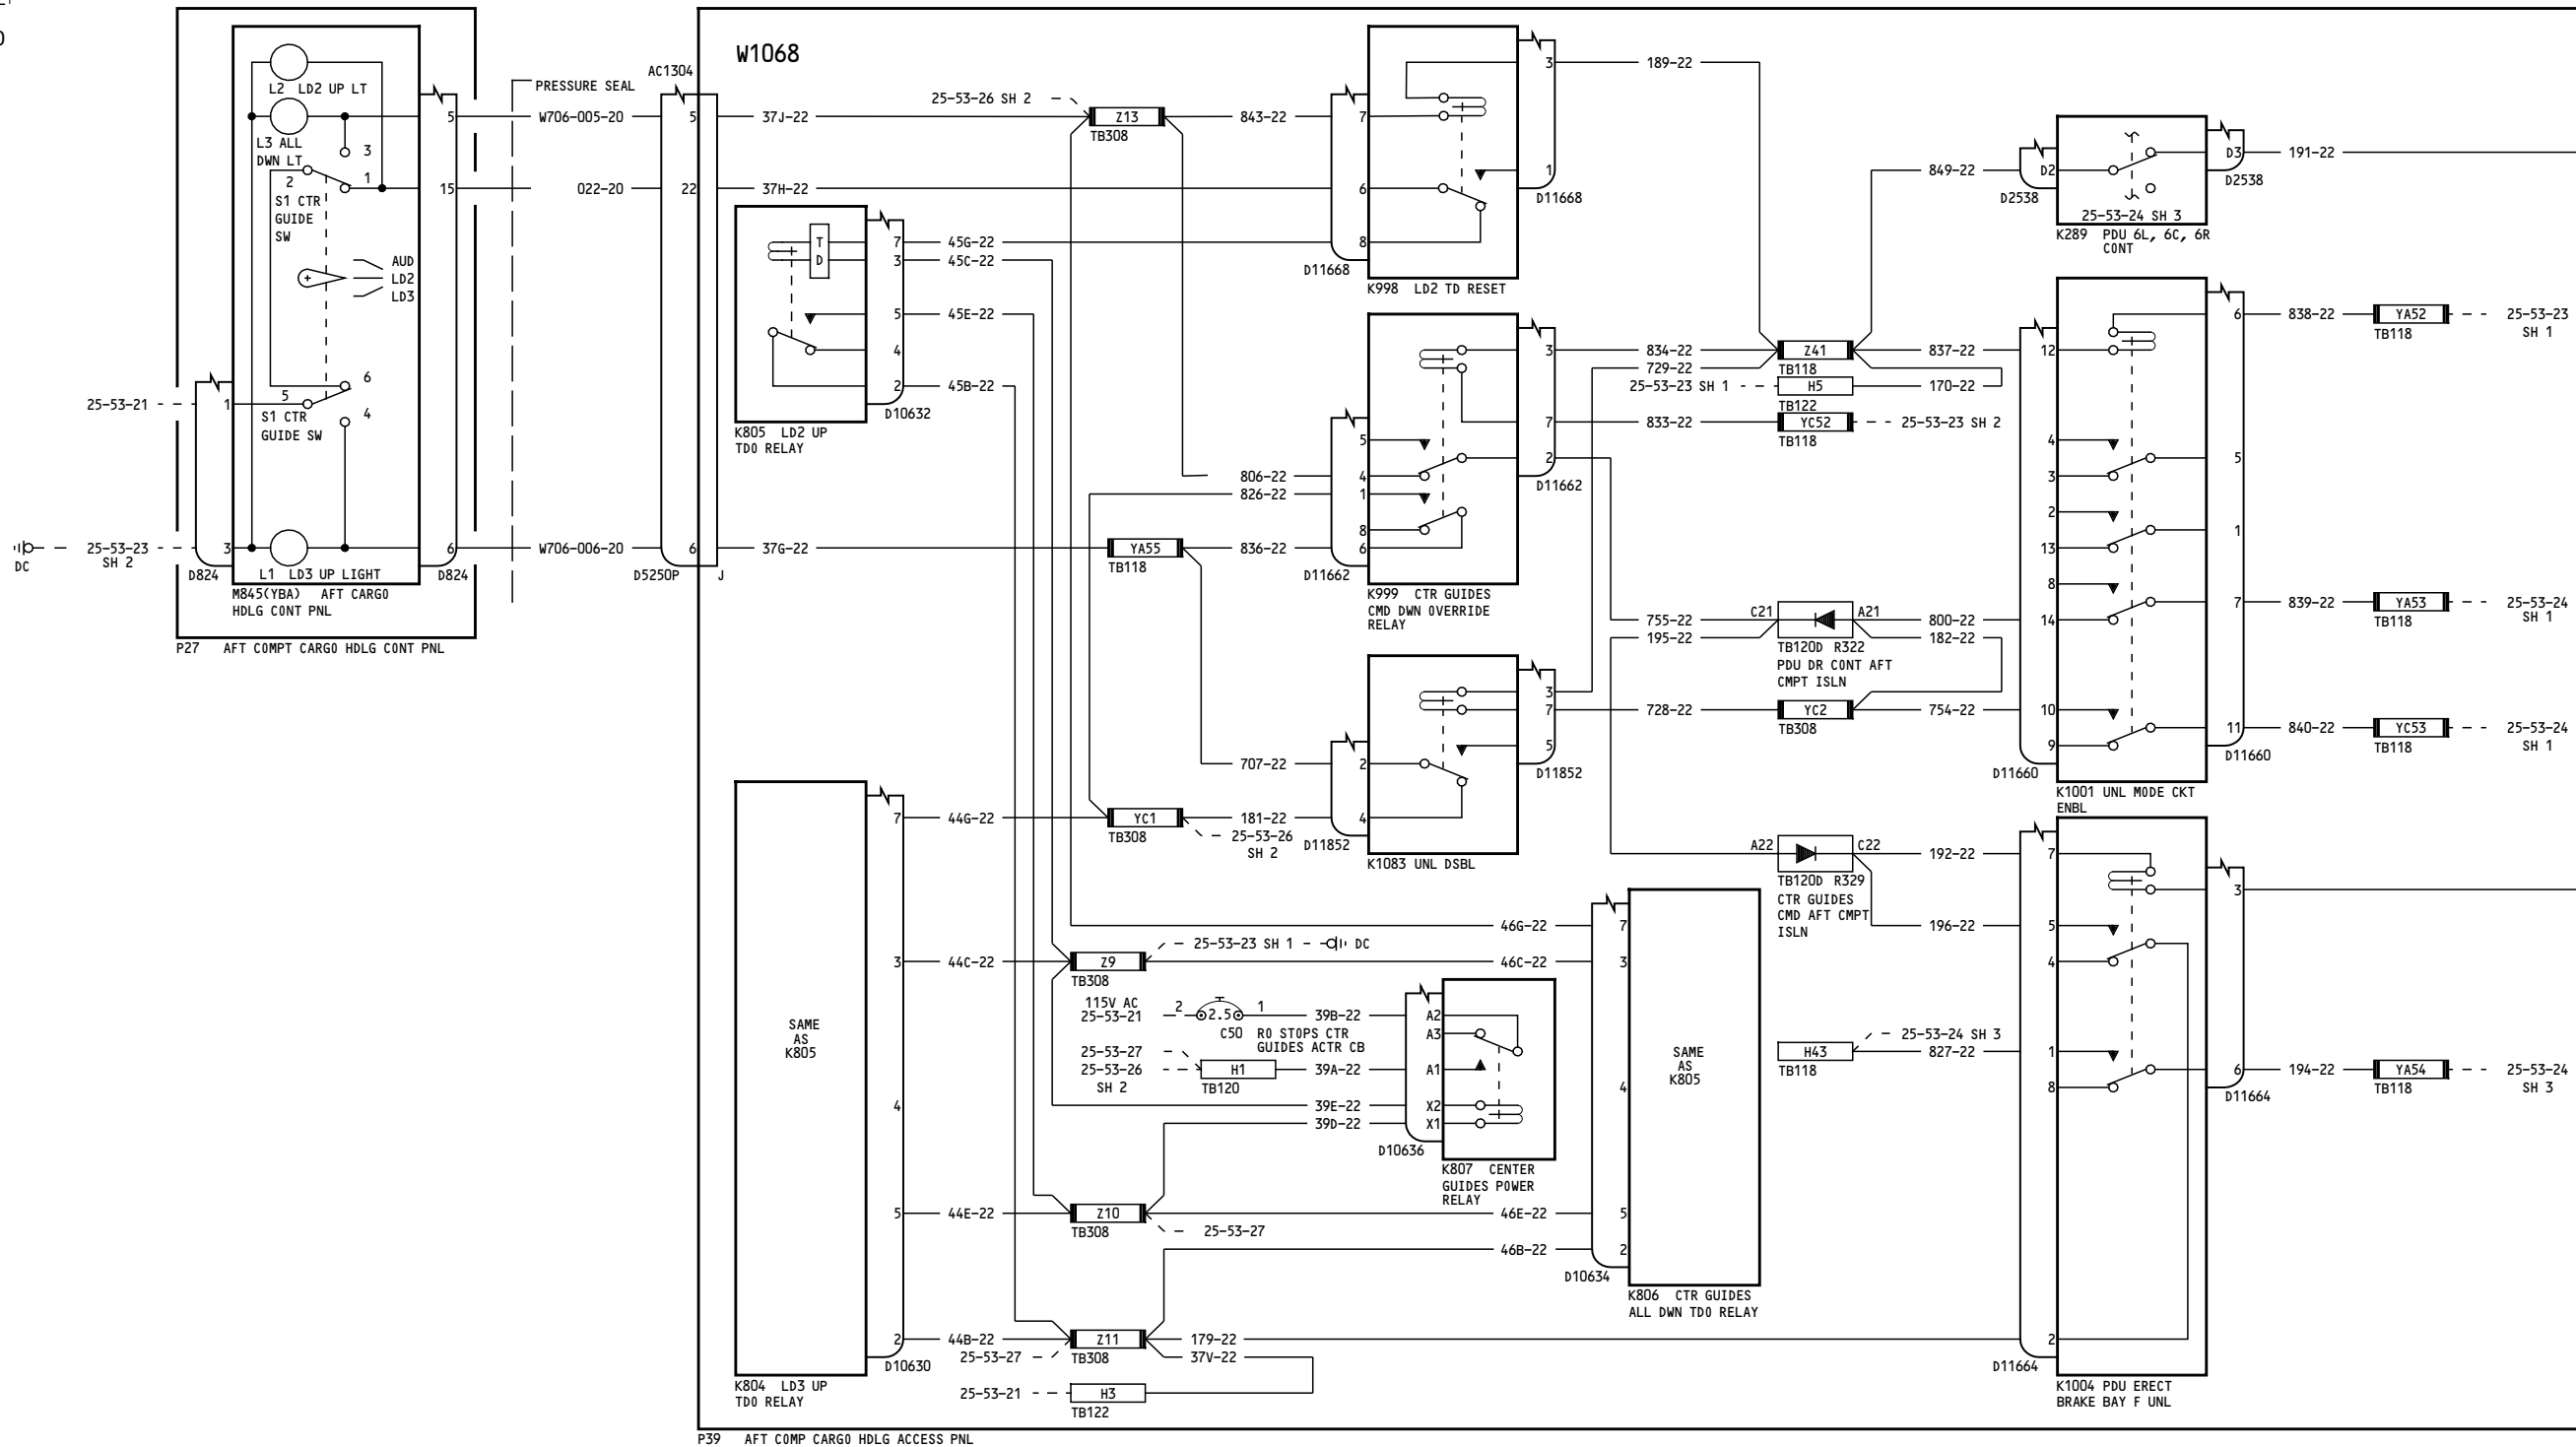 W1068
L2 LD2 UP LT
L3 ALL
DWN LT
3
2
1
S1 CTR
GUIDE
SW
AUD
LD2
LD3
6
5
4
S1 CTR
GUIDE SW
L1 LD3 UP LIGHT
5
15
6
1
3
25-53-21
DC
25-53-23
SH 2
D824
D824
M845(YBA) AFT CARGO
HDLG CONT PNL
P27 AFT COMPT CARGO HDLG CONT PNL
PRESSURE SEAL
W706-005-20
022-20
W706-006-20
AC1304
5
22
6
D5250P
J
37J-22
37H-22
37G-22
T
D
7
3
5
4
2
D10632
K805 LD2 UP
TDO RELAY
45G-22
45C-22
45E-22
45B-22
25-53-26 SH 2
Z13
TB308
843-22
806-22
826-22
YA55
TB118
836-22
707-22
YC1
TB308
181-22
25-53-26
SH 2
7
6
8
D11668
3
1
D11668
K998 LD2 TD RESET
5
4
1
8
6
D11662
3
7
2
D11662
K999 CTR GUIDES
CMD DWN OVERRIDE
RELAY
2
4
D11852
3
7
5
D11852
K1083 UNL DSBL
189-22
834-22
729-22
25-53-23 SH 1
833-22
Z41
TB118
H5
TB122
YC52
TB118
25-53-23 SH 2
849-22
837-22
170-22
D2
D2538
D3
D2538
25-53-24 SH 3
K289 PDU 6L, 6C, 6R
CONT
191-22
755-22
195-22
C21
A21
TB120D R322
PDU DR CONT AFT
CMPT ISLN
800-22
182-22
728-22
YC2
TB308
754-22
12
4
3
2
13
8
14
10
9
D11660
6
5
1
7
11
D11660
K1001 UNL MODE CKT
ENBL
838-22
YA52
TB118
25-53-23
SH 1
839-22
YA53
TB118
25-53-24
SH 1
840-22
YC53
TB118
25-53-24
SH 1
A22
C22
TB120D R329
CTR GUIDES
CMD AFT CMPT
ISLN
192-22
196-22
25-53-24 SH 3
H43
TB118
827-22
7
5
4
1
8
2
D11664
3
6
D11664
K1004 PDU ERECT
BRAKE BAY F UNL
194-22
YA54
TB118
25-53-24
SH 3
SAME
AS
K805
7
3
4
5
2
D10630
K804 LD3 UP
TDO RELAY
44G-22
44C-22
44E-22
44B-22
25-53-27
Z9
TB308
25-53-23 SH 1
DC
46G-22
46C-22
115V AC
25-53-21
2
2.5
1
C50 RO STOPS CTR
GUIDES ACTR CB
25-53-27
25-53-26
SH 2
H1
TB120
39B-22
39A-22
39E-22
39D-22
A2
A3
A1
X2
X1
D10636
K807 CENTER
GUIDES POWER
RELAY
Z10
TB308
25-53-27
46E-22
46B-22
Z11
TB308
179-22
37V-22
25-53-21
H3
TB122
7
3
4
5
2
D10634
SAME
AS
K805
K806 CTR GUIDES
ALL DWN TDO RELAY
P39 AFT COMP CARGO HDLG ACCESS PNL